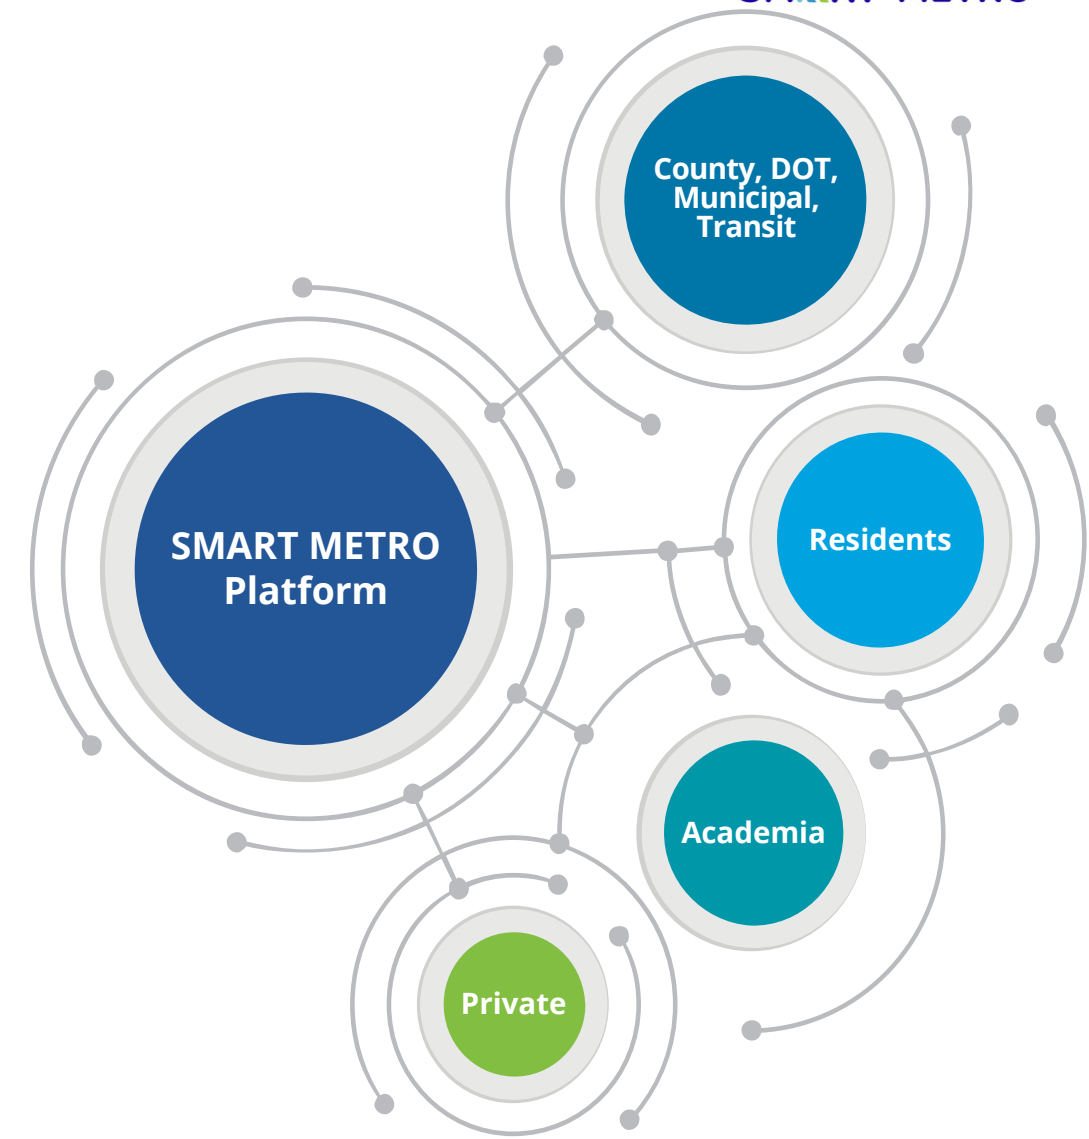 County, DOT,
Municipal,
Transit
SMART METRO
Platform
Residents
Academia
Private